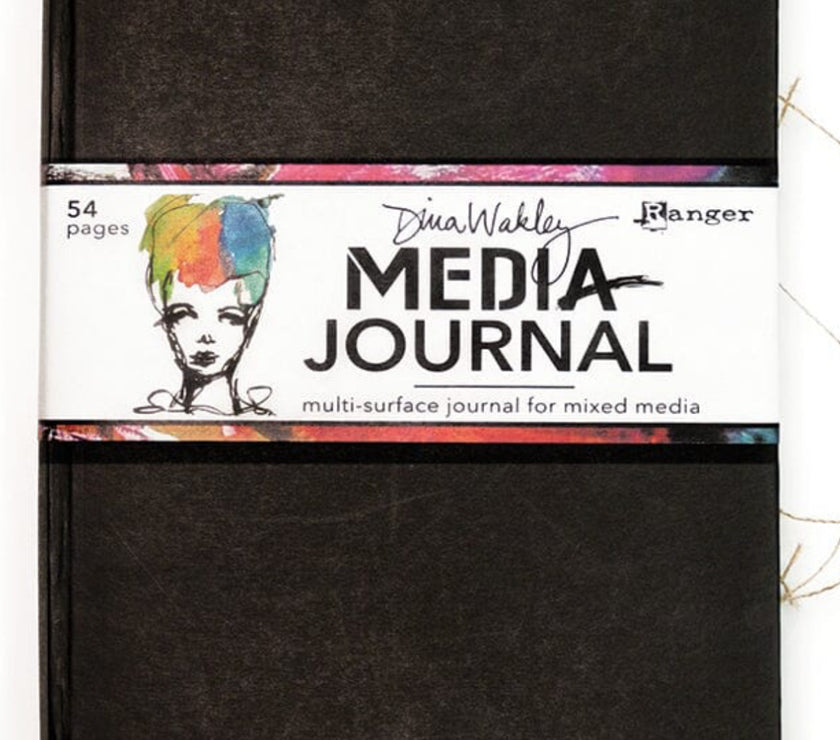 54
pages
Dina Wakley
Ranger
MEDIA
JOURNAL
multi-surface journal for mixed media